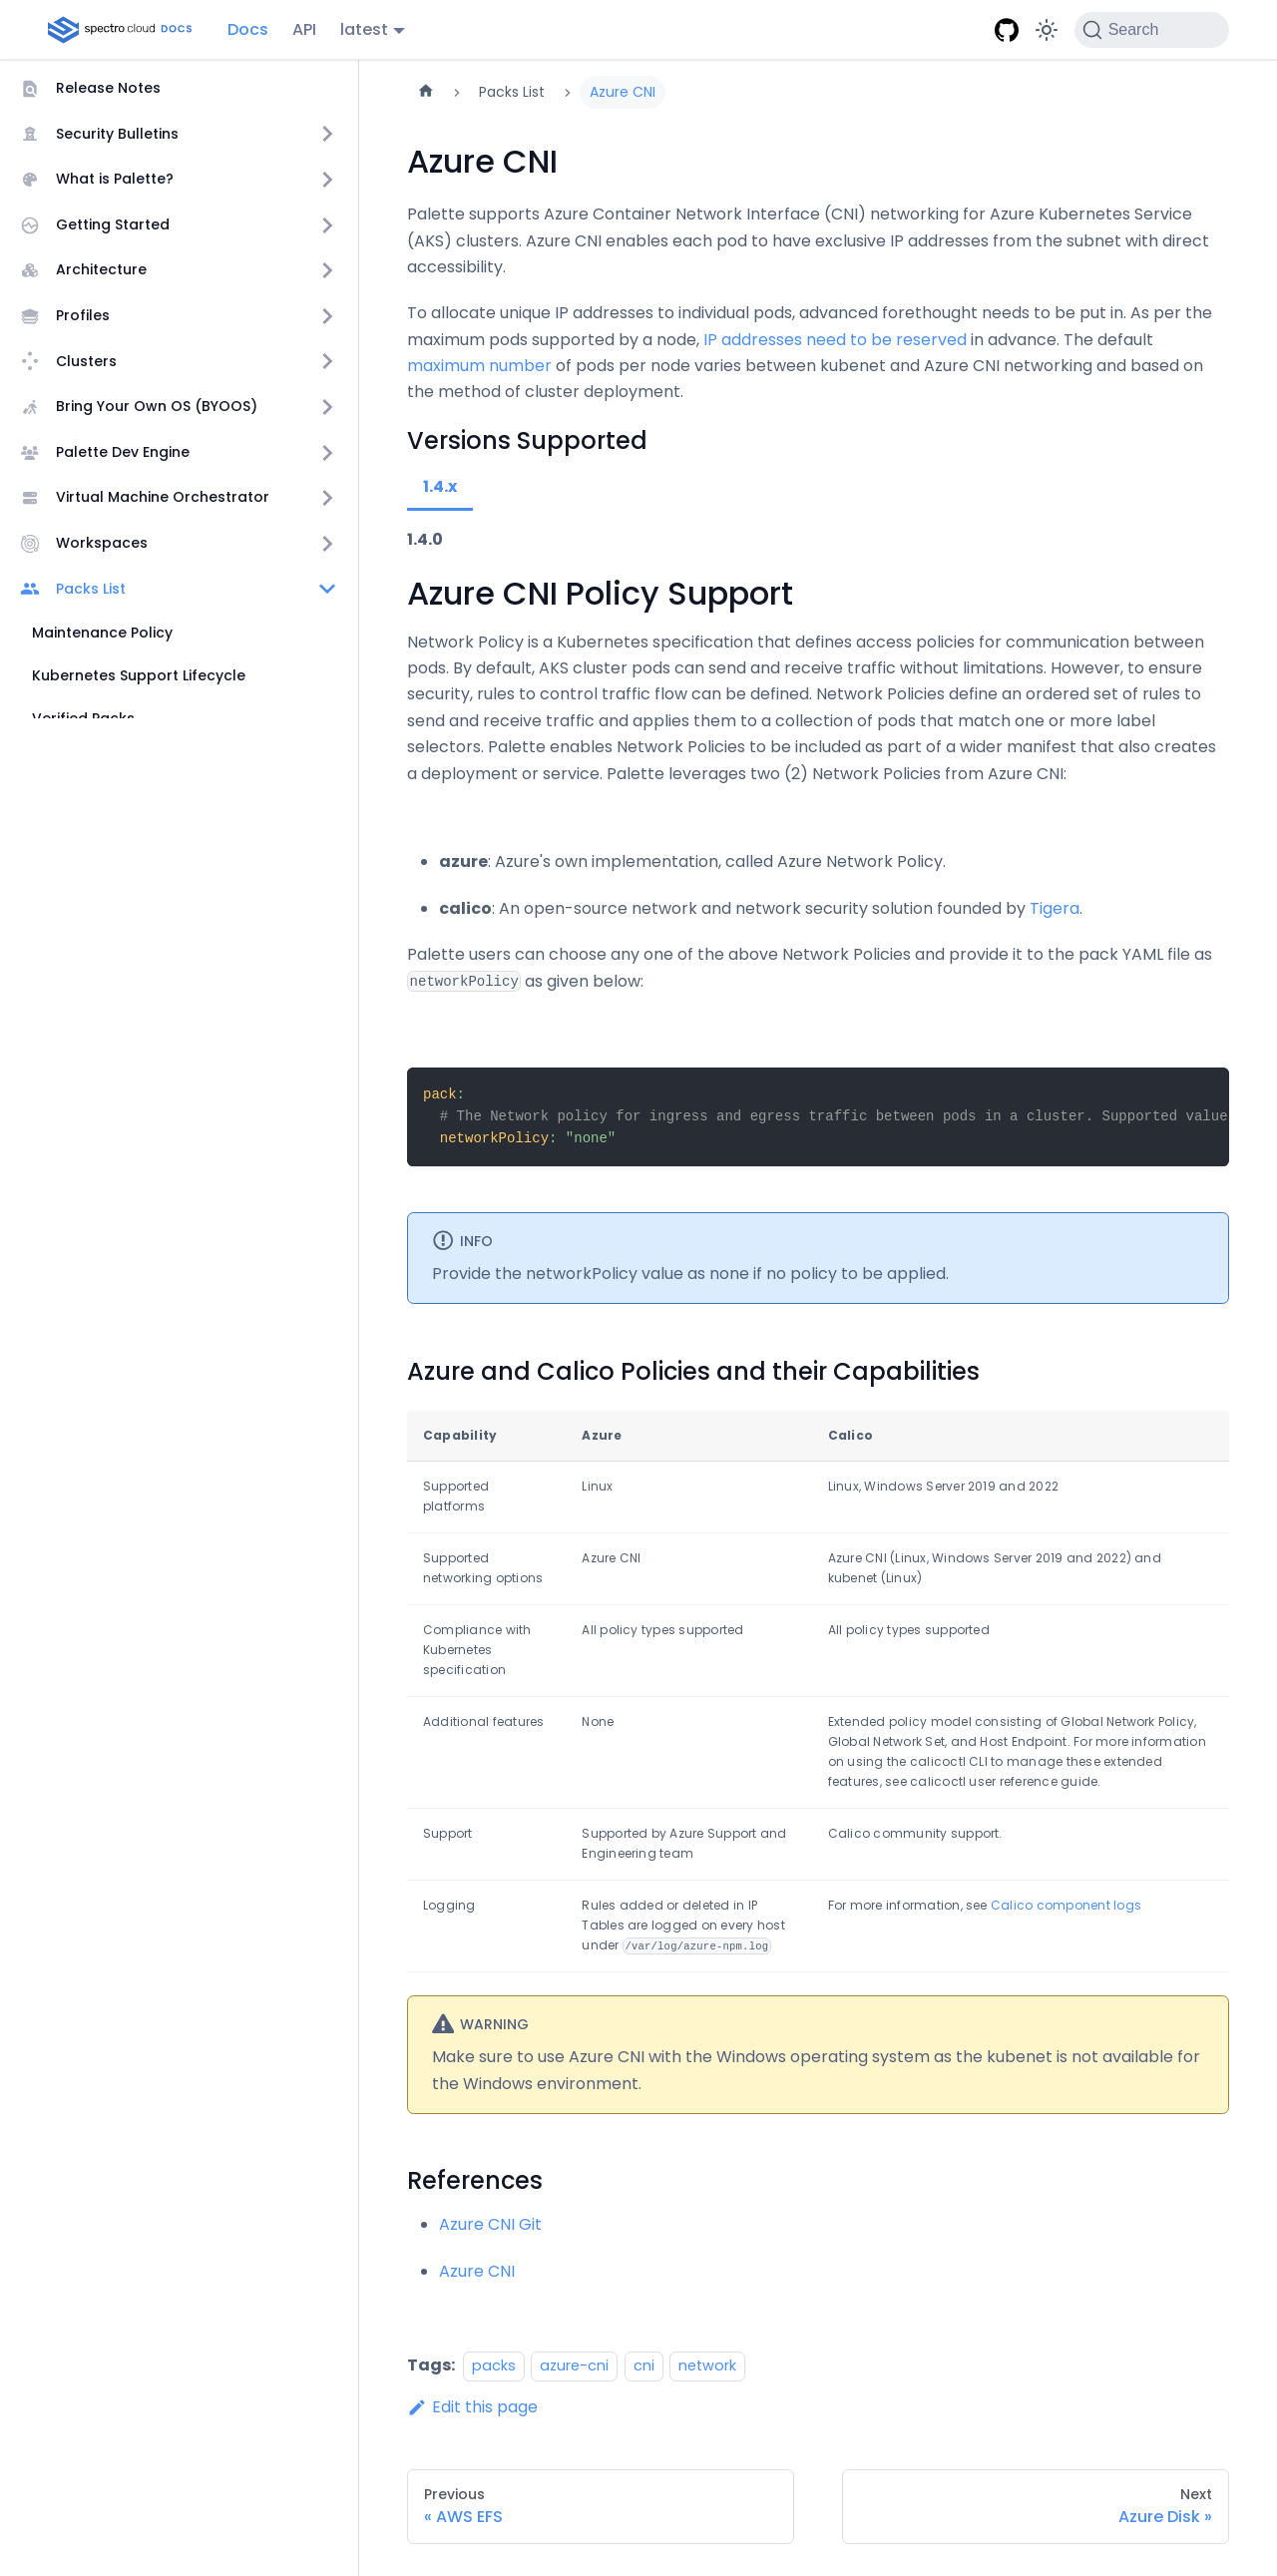 spectro cloud DOCS
Docs
API
latest
Search
Release Notes
Security Bulletins
What is Palette?
Getting Started
Architecture
Profiles
Clusters
Bring Your Own OS (BYOOS)
Palette Dev Engine
Virtual Machine Orchestrator
Workspaces
Packs List
Maintenance Policy
Kubernetes Support Lifecycle
Verified Packs
Packs List
Azure CNI
Azure CNI
Palette supports Azure Container Network Interface (CNI) networking for Azure Kubernetes Service
(AKS) clusters. Azure CNI enables each pod to have exclusive IP addresses from the subnet with direct
accessibility.
To allocate unique IP addresses to individual pods, advanced forethought needs to be put in. As per the
maximum pods supported by a node, IP addresses need to be reserved in advance. The default
maximum number of pods per node varies between kubenet and Azure CNI networking and based on
the method of cluster deployment.
Versions Supported
1.4.x
1.4.0
Azure CNI Policy Support
Network Policy is a Kubernetes specification that defines access policies for communication between
pods. By default, AKS cluster pods can send and receive traffic without limitations. However, to ensure
security, rules to control traffic flow can be defined. Network Policies define an ordered set of rules to
send and receive traffic and applies them to a collection of pods that match one or more label
selectors. Palette enables Network Policies to be included as part of a wider manifest that also creates
a deployment or service. Palette leverages two (2) Network Policies from Azure CNI:
• azure: Azure's own implementation, called Azure Network Policy.
• calico: An open-source network and network security solution founded by Tigera.
Palette users can choose any one of the above Network Policies and provide it to the pack YAML file as
networkPolicy as given below:
pack:
# The Network policy for ingress and egress traffic between pods in a cluster. Supported value
networkPolicy: "none"
INFO
Provide the networkPolicy value as none if no policy to be applied.
Azure and Calico Policies and their Capabilities
Capability
Azure
Calico
Supported
platforms
Linux
Linux, Windows Server 2019 and 2022
Supported
networking options
Azure CNI
Azure CNI (Linux, Windows Server 2019 and 2022) and
kubenet (Linux)
Compliance with
Kubernetes
specification
All policy types supported
All policy types supported
Additional features
None
Extended policy model consisting of Global Network Policy,
Global Network Set, and Host Endpoint. For more information
on using the calicoctl CLI to manage these extended
features, see calicoctl user reference guide.
Support
Supported by Azure Support and
Engineering team
Calico community support.
Logging
Rules added or deleted in IP
Tables are logged on every host
under /var/log/azure-npm.log
For more information, see Calico component logs
WARNING
Make sure to use Azure CNI with the Windows operating system as the kubenet is not available for
the Windows environment.
References
• Azure CNI Git
• Azure CNI
Tags: packs azure-cni cni network
Edit this page
Previous
« AWS EFS
Next
Azure Disk »